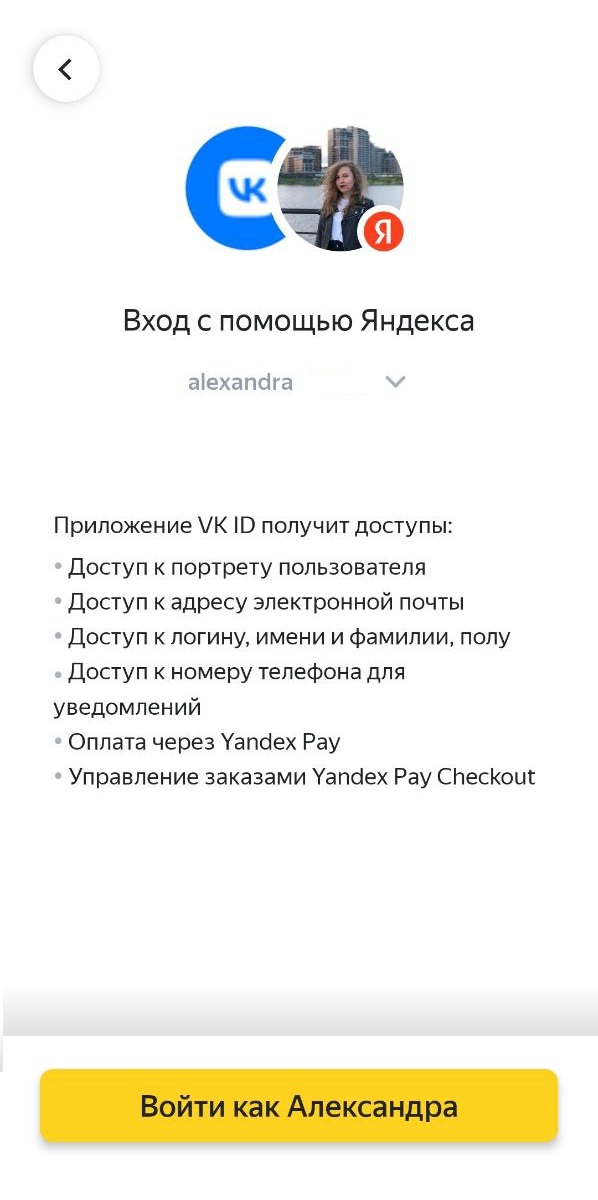 VK
Я
Вход с помощью Яндекса
alexandra
Приложение VK ID получит доступы:
• Доступ к портрету пользователя
• Доступ к адресу электронной почты
• Доступ к логину, имени и фамилии, полу
• Доступ к номеру телефона для
уведомлений
• Оплата через Yandex Pay
• Управление заказами Yandex Pay Checkout
Войти как Александра